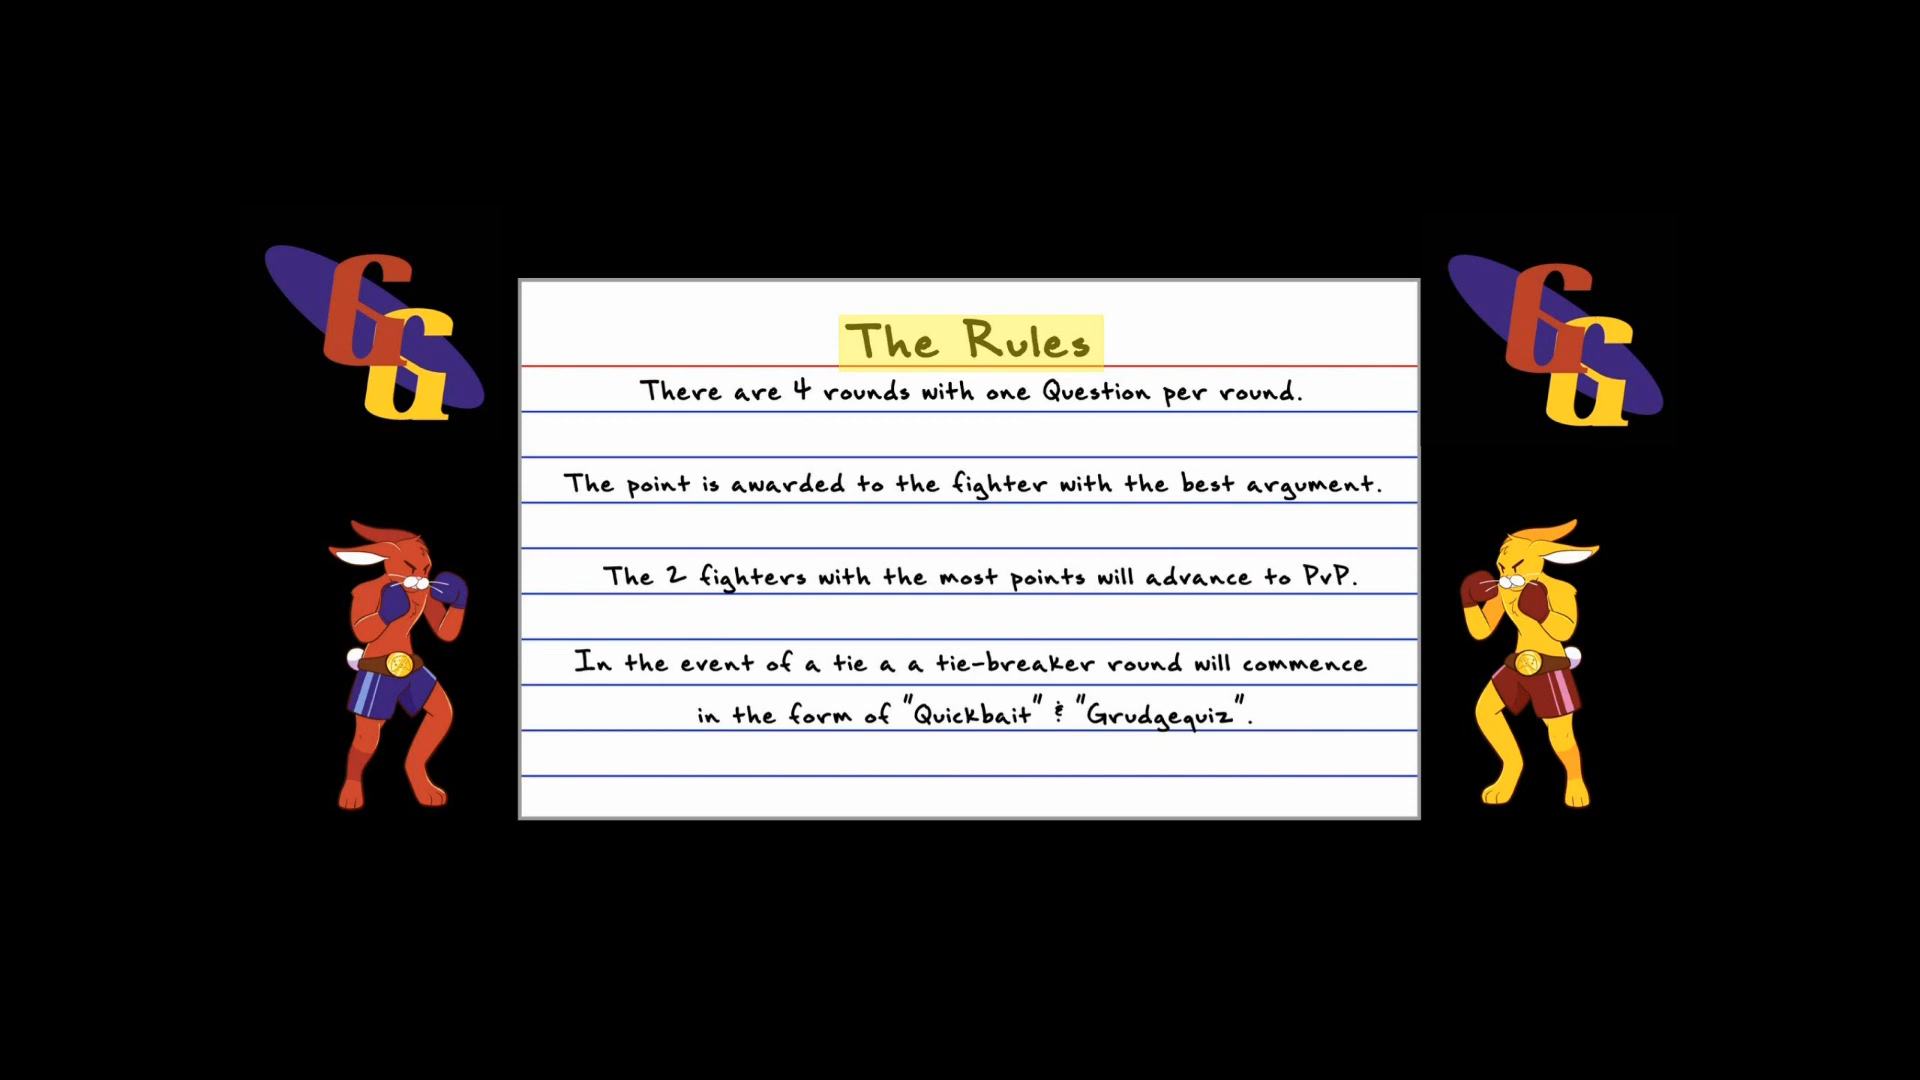 GG
GG
The Rules
There are 4 rounds with one Question per round.
The point is awarded to the fighter with the best argument.
The 2 fighters with the most points will advance to PvP.
In the event of a tie a a tie-breaker round will commence
in the form of "Quickbait" & "Grudgequiz".